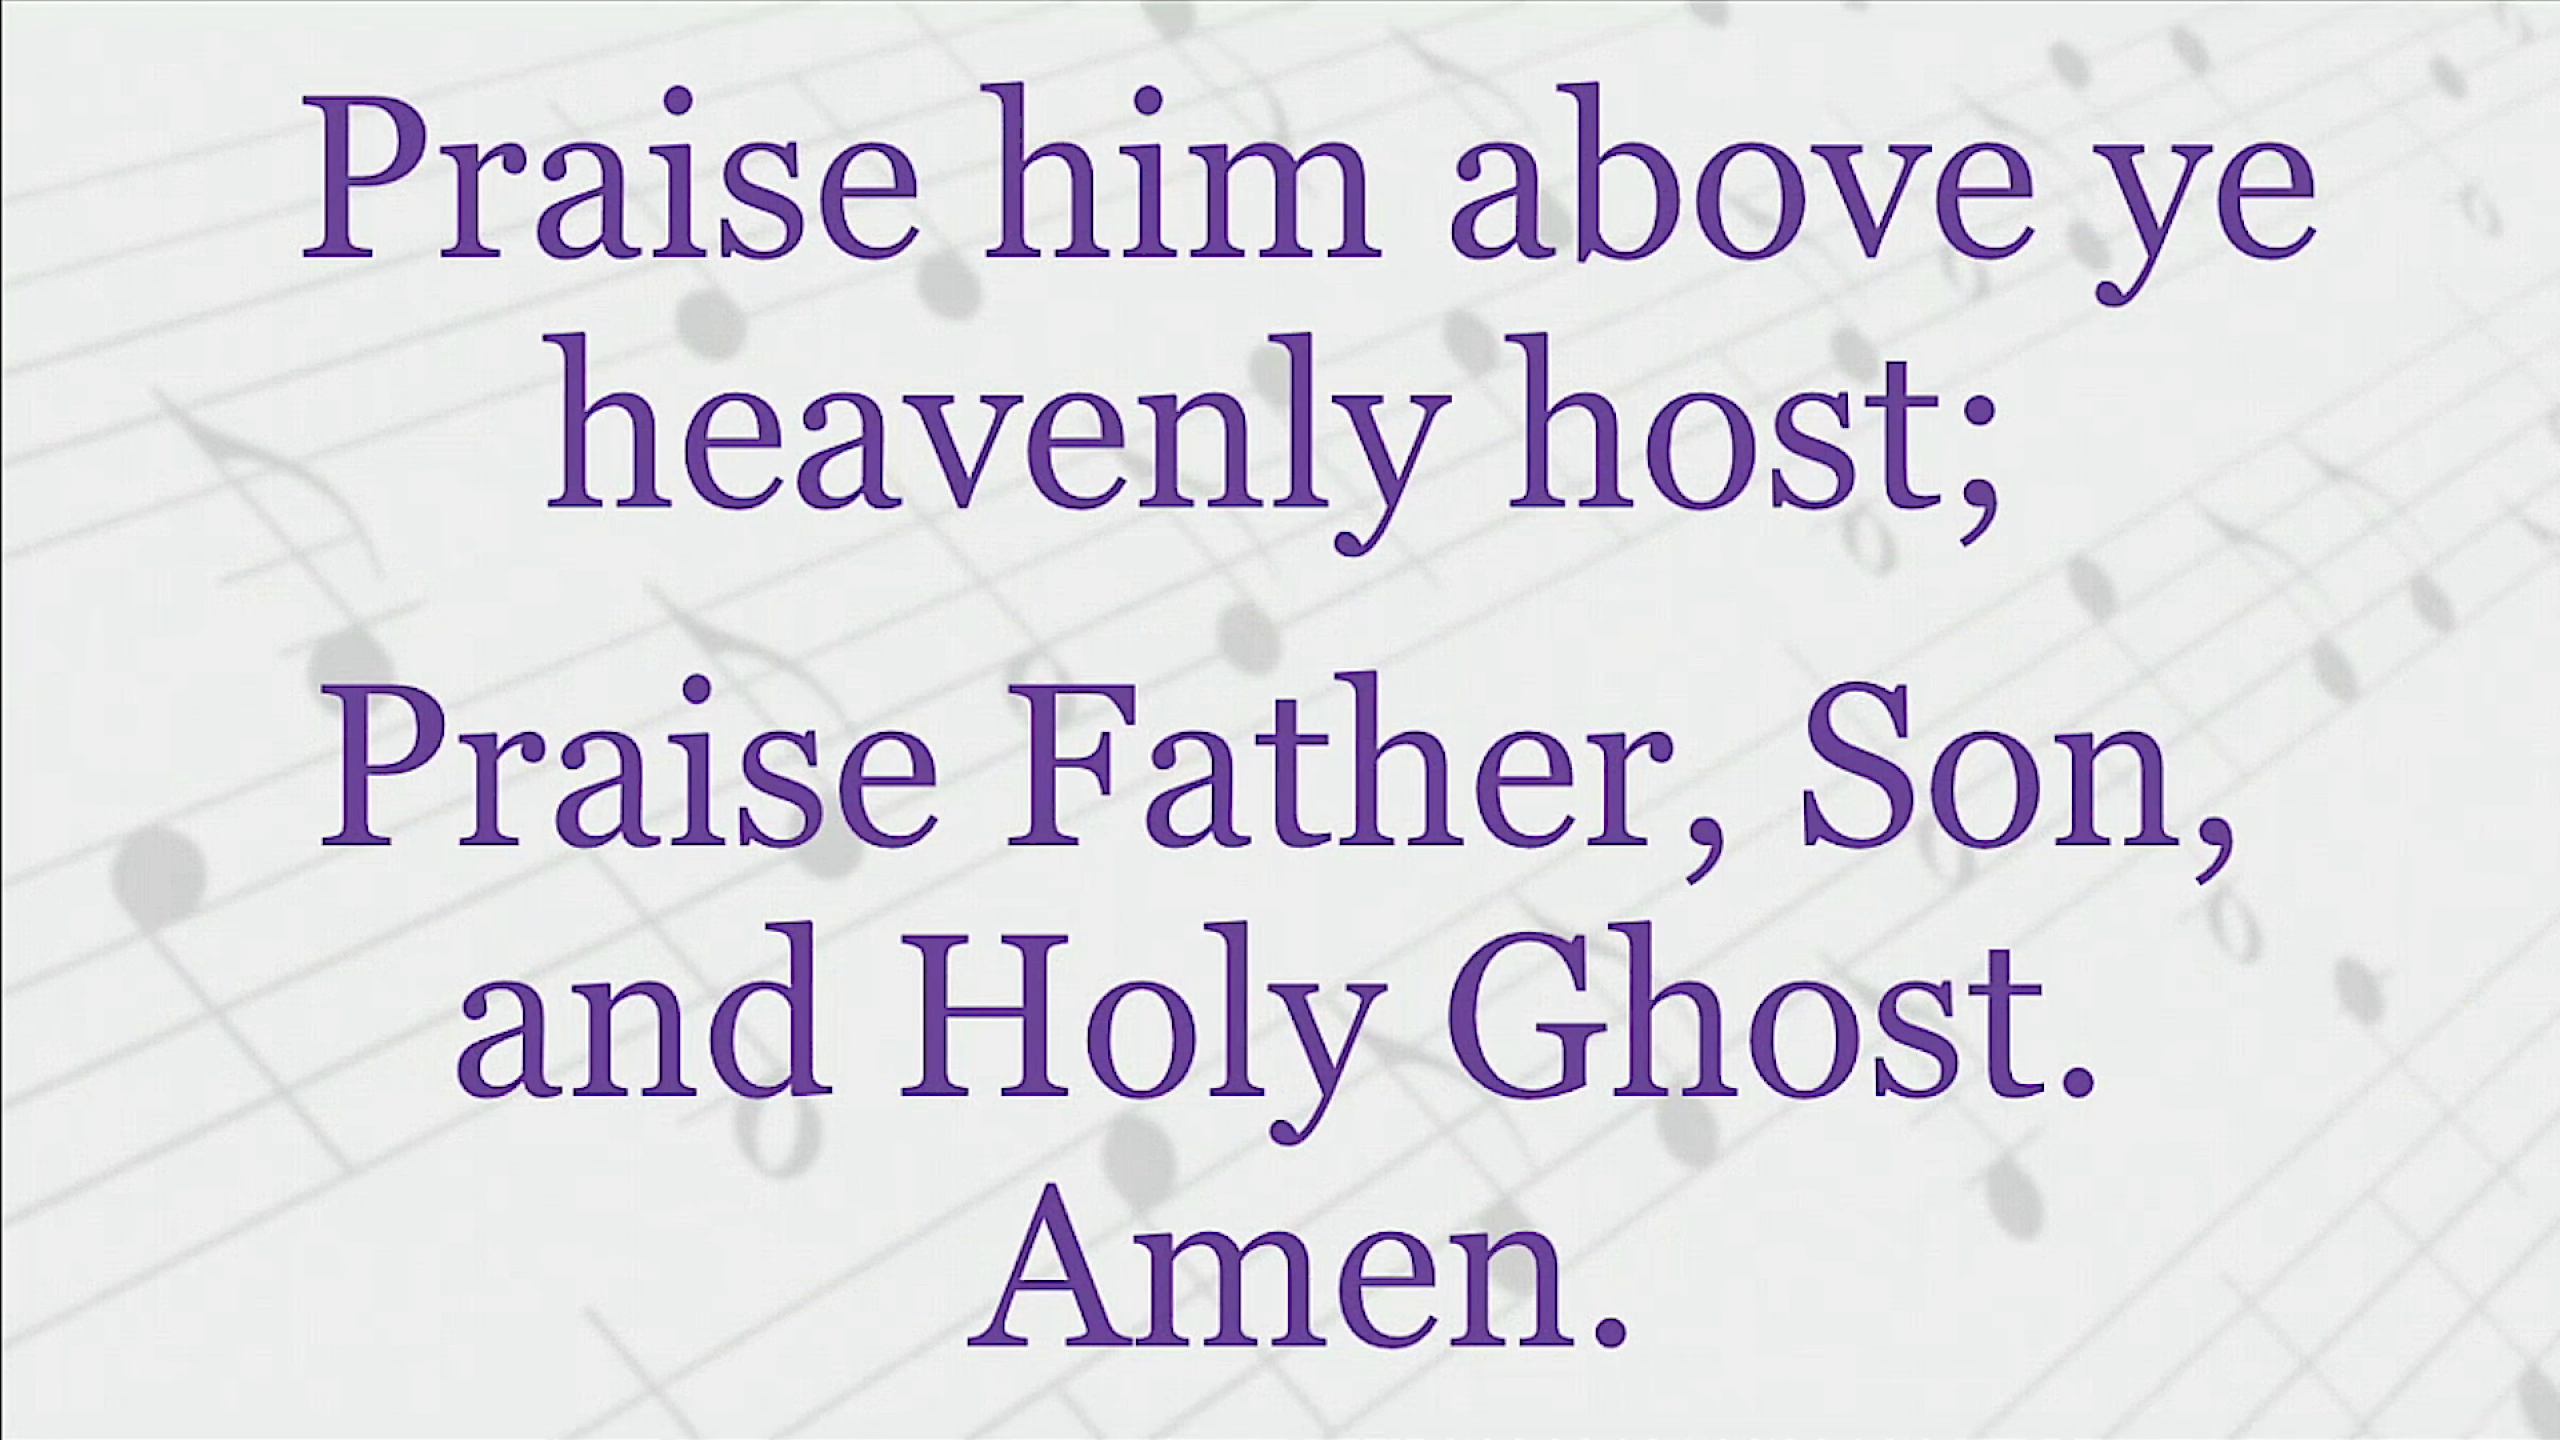 Praise him above ye
heavenly host;
Praise Father, Son,
and Holy Ghost.
Amen.